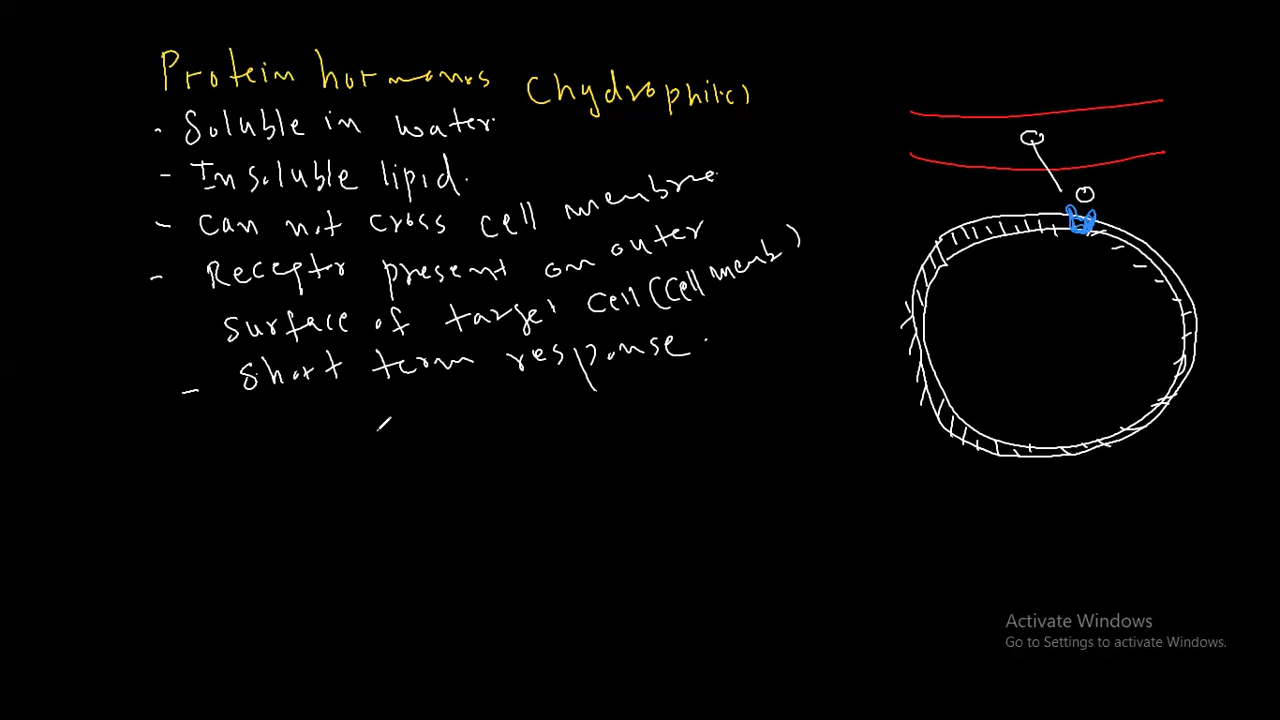 Protein hormones (hydrophilic)
· Soluble in water.
- Insoluble lipid.
- Can not cross cell membrane
- Receptor present on outer
surface of target cell (cell memb)
- short term response.
Activate Windows
Go to Settings to activate Windows.